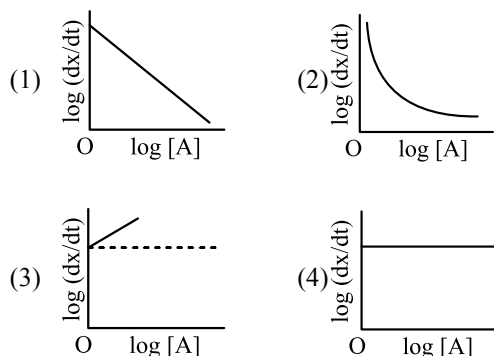 (1)
log (dx/dt)
O
log [A]
(2)
log (dx/dt)
O
log [A]
(3)
log (dx/dt)
O
log [A]
(4)
log (dx/dt)
O
log [A]